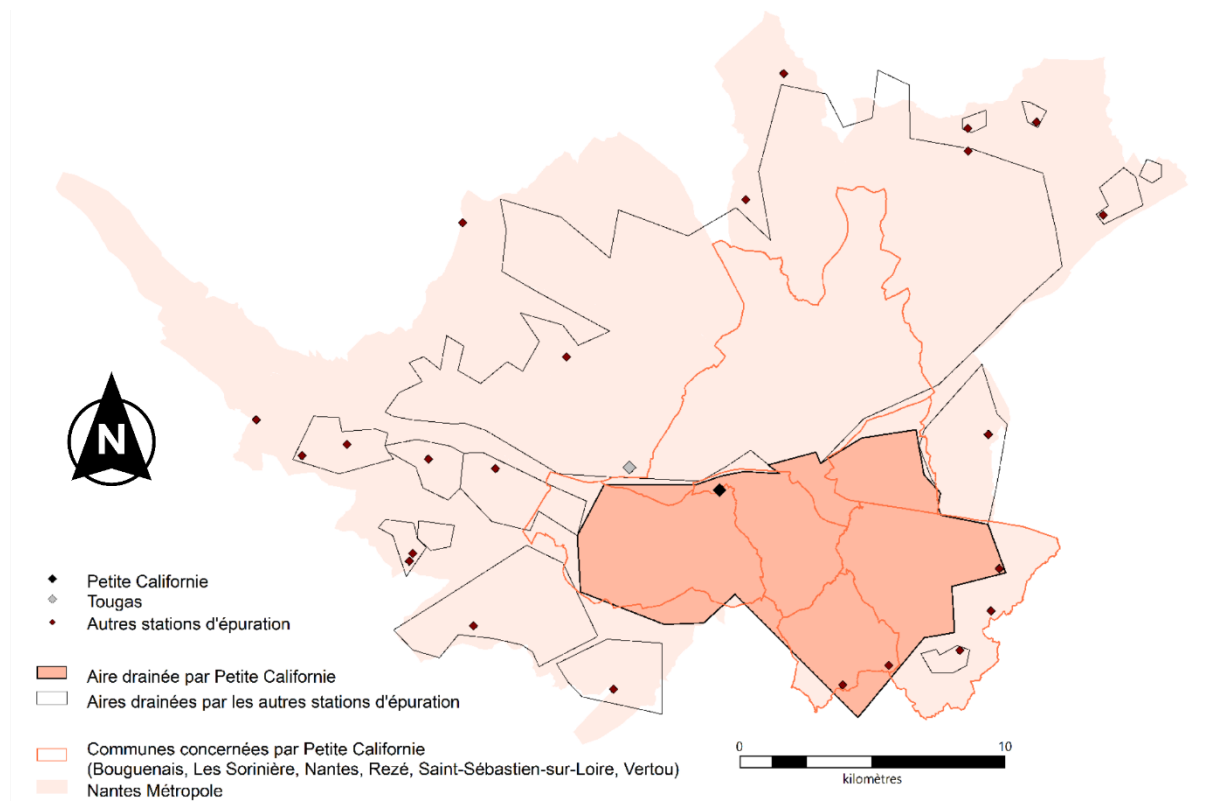 N
Petite Californie
Tougas
Autres stations d'épuration
Aire drainée par Petite Californie
Aires drainées par les autres stations d'épuration
Communes concernées par Petite Californie
(Bouguenais, Les Sorinière, Nantes, Rezé, Saint-Sébastien-sur-Loire, Vertou)
Nantes Métropole
0 10
kilomètres